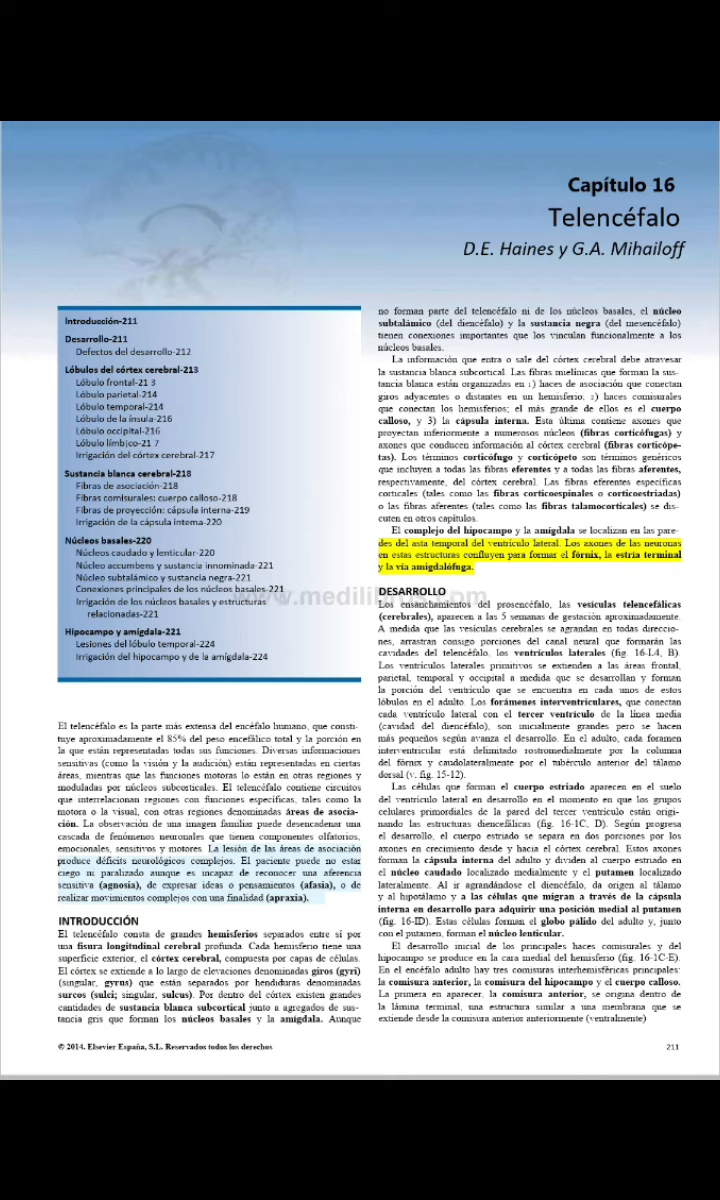 Capítulo 16
Telencéfalo
D.E. Haines y G.A. Mihailoff
Introducción-211
Desarrollo-211
Defectos del desarrollo-212
Lóbulos del córtex cerebral-213
Lóbulo frontal-21 3
Lóbulo parietal-214
Lóbulo temporal-214
Lóbulo de la ínsula-216
Lóbulo occipital-216
Lóbulo límb|co-21 7
Irrigación del córtex cerebral-217
Sustancia blanca cerebral-218
Fibras de asociación-218
Fibras comisurales: cuerpo calloso-218
Fibras de proyección: cápsula interna-219
Irrigación de la cápsula intema-220
Núcleos basales-220
Núcleos caudado y lenticular-220
Núcleo accumbens y sustancia innominada-221
Núcleo subtalámico y sustancia negra-221
Conexiones principales de los núcleos basales-221
Irrigación de los núcleos basales y estructuras
relacionadas-221
Hipocampo y amígdala-221
Lesiones del lóbulo temporal-224
Irrigación del hipocampo y de la amígdala-224
El telencéfalo es la parte más extensa del encéfalo humano, que consti-
tuye aproximadamente el 85% del peso encefálico total y la porción en
la que están representadas todas sus funciones. Diversas informaciones
sensitivas (como la visión y la audición) están representadas en ciertas
áreas, mientras que las funciones motoras lo están en otras regiones y
moduladas por núcleos subcorticales. El telencéfalo contiene circuitos
que interrelacionan regiones con funciones específicas, tales como la
motora o la visual, con otras regiones denominadas áreas de asocia-
ción. La observación de una imagen familiar puede desencadenar una
cascada de fenómenos neuronales que tienen componentes olfatorios,
emocionales, sensitivos y motores. La lesión de las áreas de asociación
produce déficits neurológicos complejos. El paciente puede no estar
ciego ni paralizado aunque es incapaz de reconocer una aferencia
sensitiva (agnosia), de expresar ideas o pensamientos (afasia), o de
realizar movimientos complejos con una finalidad (apraxia).
INTRODUCCIÓN
El telencéfalo consta de grandes hemisferios separados entre sí por
una fisura longitudinal cerebral profunda. Cada hemisferio tiene una
superficie exterior, el córtex cerebral, compuesta por capas de células.
El córtex se extiende a lo largo de elevaciones denominadas giros (gyri)
(singular, gyrus) que están separados por hendiduras denominadas
surcos (sulci; singular, sulcus). Por dentro del córtex existen grandes
cantidades de sustancia blanca subcortical junto a agregados de sus-
tancia gris que forman los núcleos basales y la amígdala. Aunque
no forman parte del telencéfalo ni de los núcleos basales, el núcleo
subtalámico (del diencéfalo) y la sustancia negra (del mesencéfalo)
tienen conexiones importantes que los vinculan funcionalmente a los
núcleos basales.
La información que entra o sale del córtex cerebral debe atravesar
la sustancia blanca subcortical. Las fibras mielínicas que forman la sus-
tancia blanca están organizadas en 1) haces de asociación que conectan
giros adyacentes o distantes en un hemisferio; 2) haces comisurales
que conectan los hemisferios; el más grande de ellos es el cuerpo
calloso, y 3) la cápsula interna. Esta última contiene axones que
proyectan inferiormente a numerosos núcleos (fibras corticófugas) y
axones que conducen información al córtex cerebral (fibras corticópe-
tas). Los términos corticófugo y corticópeto son términos genéricos
que incluyen a todas las fibras eferentes y a todas las fibras aferentes,
respectivamente, del córtex cerebral. Las fibras eferentes específicas
corticales (tales como las fibras corticoespinales o corticoestriadas)
o las fibras aferentes (tales como las fibras talamocorticales) se dis-
cuten en otros capítulos.
El complejo del hipocampo y la amígdala se localizan en las pare-
des del asta temporal del ventrículo lateral. Los axones de las neuronas
en estas estructuras confluyen para formar el fórnix, la estría terminal
y la vía amigdalófuga.
www.medilibros.com
DESARROLLO
Los ensanchamientos del prosencéfalo, las vesículas telencefálicas
(cerebrales), aparecen a las 5 semanas de gestación aproximadamente.
A medida que las vesículas cerebrales se agrandan en todas direccio-
nes, arrastran consigo porciones del canal neural que formarán las
cavidades del telencéfalo, los ventrículos laterales (fig. 16-L4, B).
Los ventrículos laterales primitivos se extienden a las áreas frontal,
parietal, temporal y occipital a medida que se desarrollan y forman
la porción del ventrículo que se encuentra en cada unos de estos
lóbulos en el adulto. Los forámenes interventriculares, que conectan
cada ventrículo lateral con el tercer ventrículo de la línea media
(cavidad del diencéfalo), son inicialmente grandes pero se hacen
más pequeños según avanza el desarrollo. En el adulto, cada foramen
interventricular está delimitado rostromedialmente por la columna
del fórnix y caudolateralmente por el tubérculo anterior del tálamo
dorsal (v. fig. 15-12).
Las células que forman el cuerpo estriado aparecen en el suelo
del ventrículo lateral en desarrollo en el momento en que los grupos
celulares primordiales de la pared del tercer ventrículo están origi-
nando las estructuras diencefálicas (fig. 16-1C, D). Según progresa
el desarrollo, el cuerpo estriado se separa en dos porciones por los
axones en crecimiento desde y hacia el córtex cerebral. Estos axones
forman la cápsula interna del adulto y dividen al cuerpo estriado en
el núcleo caudado localizado medialmente y el putamen localizado
lateralmente. Al ir agrandándose el diencéfalo, da origen al tálamo
y al hipotálamo y a las células que migran a través de la cápsula
interna en desarrollo para adquirir una posición medial al putamen
(fig. 16-ID). Estas células forman el globo pálido del adulto y, junto
con el putamen, forman el núcleo lenticular.
El desarrollo inicial de los principales haces comisurales y del
hipocampo se produce en la cara medial del hemisferio (fig. 16-1C-E).
En el encéfalo adulto hay tres comisuras interhemisféricas principales:
la comisura anterior, la comisura del hipocampo y el cuerpo calloso.
La primera en aparecer, la comisura anterior, se origina dentro de
la lámina terminal, una estructura similar a una membrana que se
extiende desde la comisura anterior anteriormente (ventralmente)
© 2014. Elsevier España, S.L. Reservados todos los derechos
211